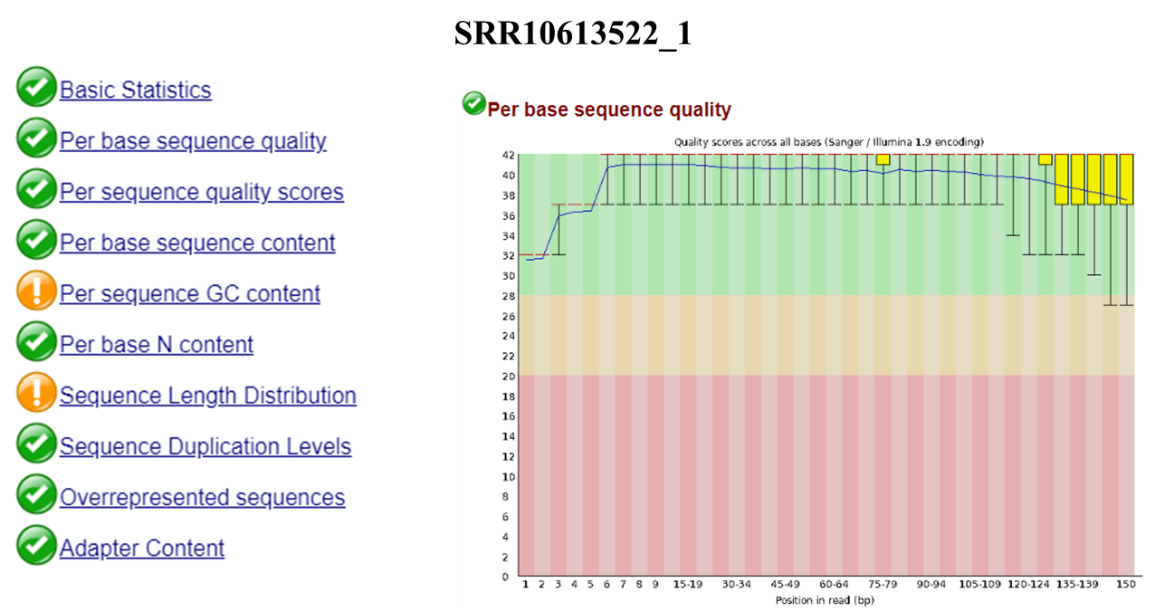 SRR10613522_1
Basic Statistics
Per base sequence quality
Per sequence quality scores
Per base sequence content
Per sequence GC content
Per base N content
Sequence Length Distribution
Sequence Duplication Levels
Overrepresented sequences
Adapter Content
Per base sequence quality
Quality scores across all bases (Sanger / Illumina 1.9 encoding)
42
40
38
36
34
32
30
28
26
24
22
20
18
16
14
12
10
8
6
4
2
0
1 2 3 4 5 6 7 8 9 15-19 30-34 45-49 60-64 75-79 90-94 105-109 120-124 135-139 150
Position in read (bp)